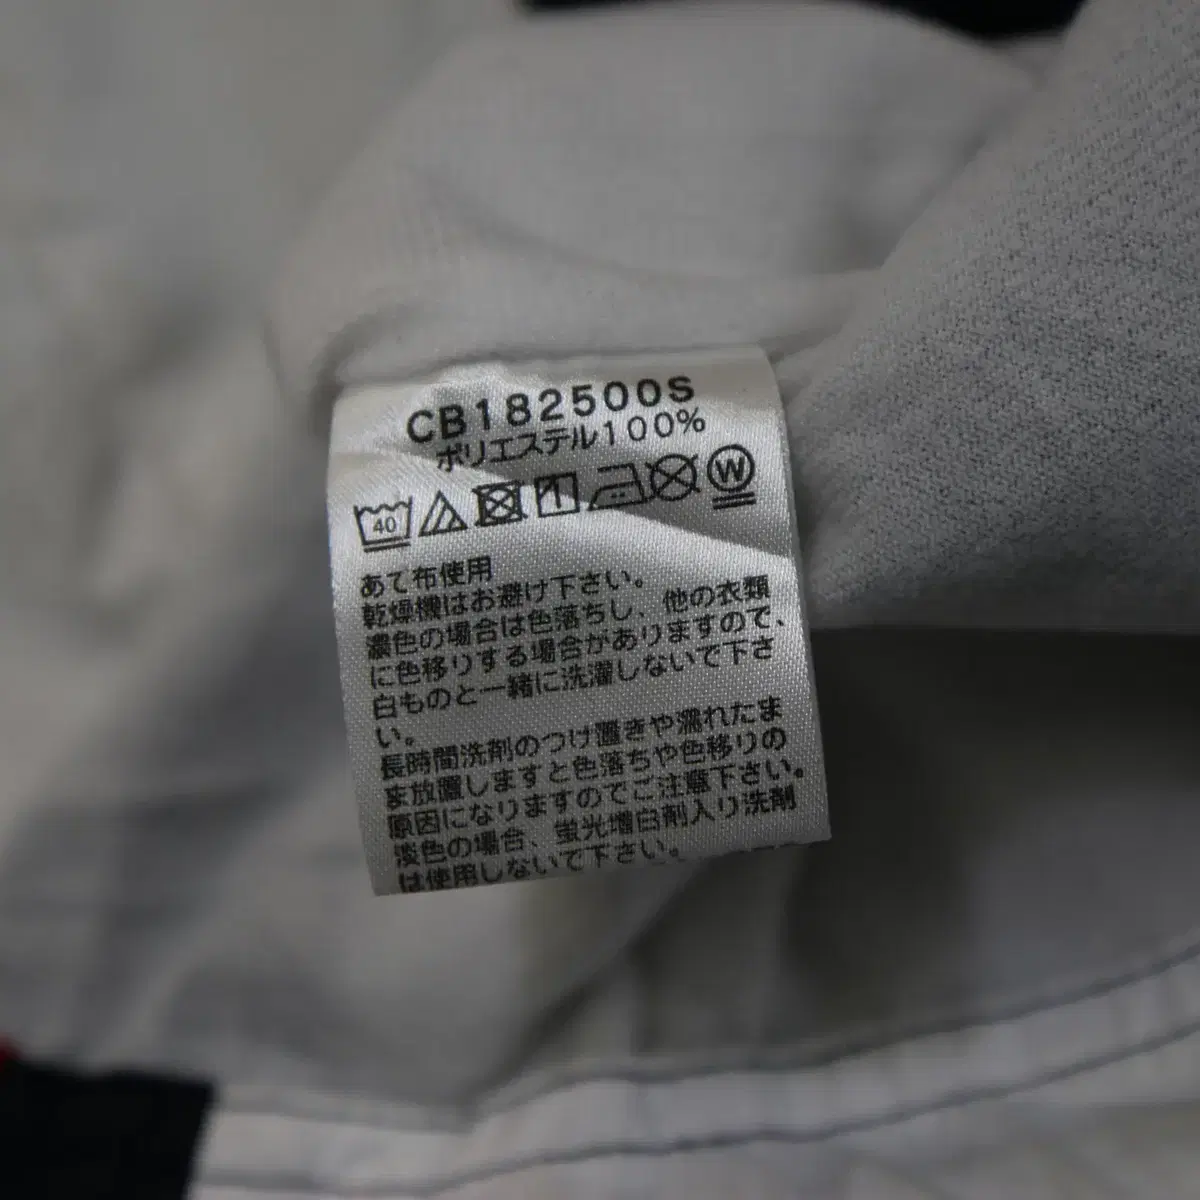 CB182500S
ポリエステル100%
40 W
あて布使用
乾燥機はお避け下さい。
濃色の場合は色落ちし、他の衣類
に色移りする場合がありますので、
白ものと一緒に洗濯しないで下さ
い。
長時間洗剤のつけ置きや濡れたま
ま放置しますと色落ちや色移りの
原因になりますのでご注意下さい。
淡色の場合、蛍光増白剤入り洗剤
は使用しないで下さい。